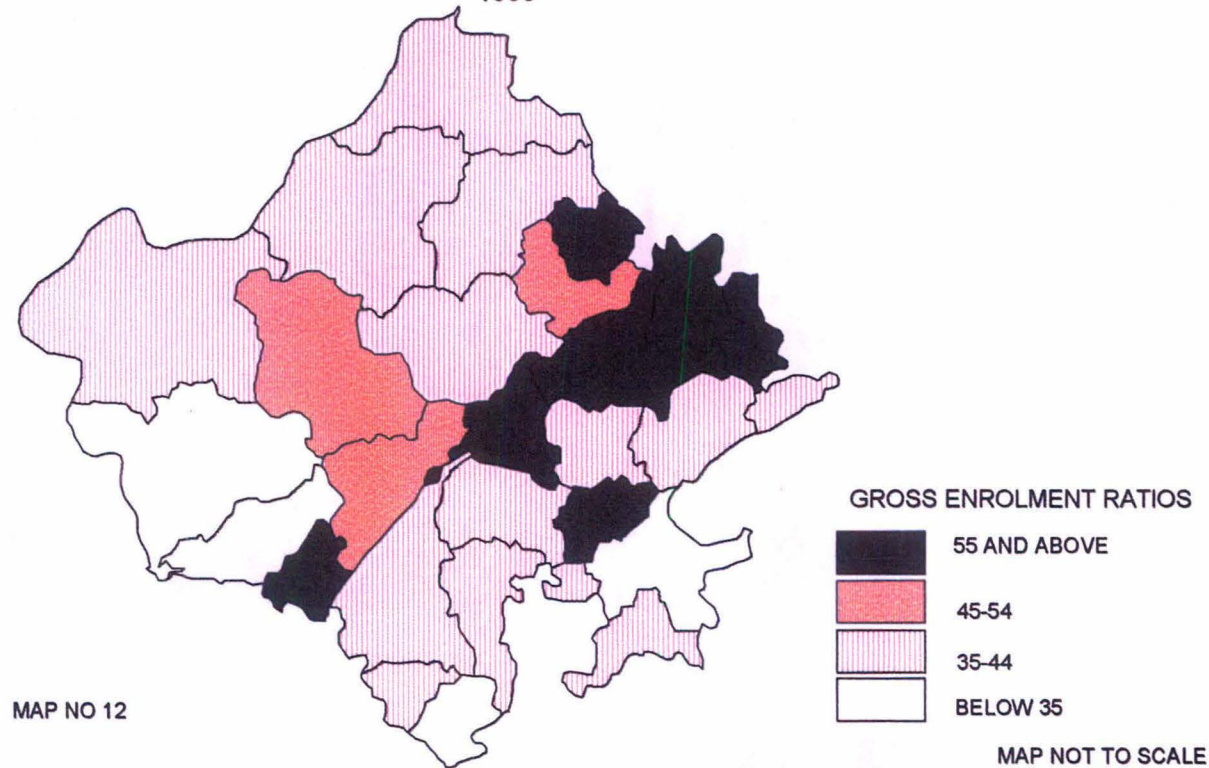 GROSS ENROLMENT RATIOS
55 AND ABOVE
45-54
35-44
BELOW 35
MAP NO 12
MAP NOT TO SCALE